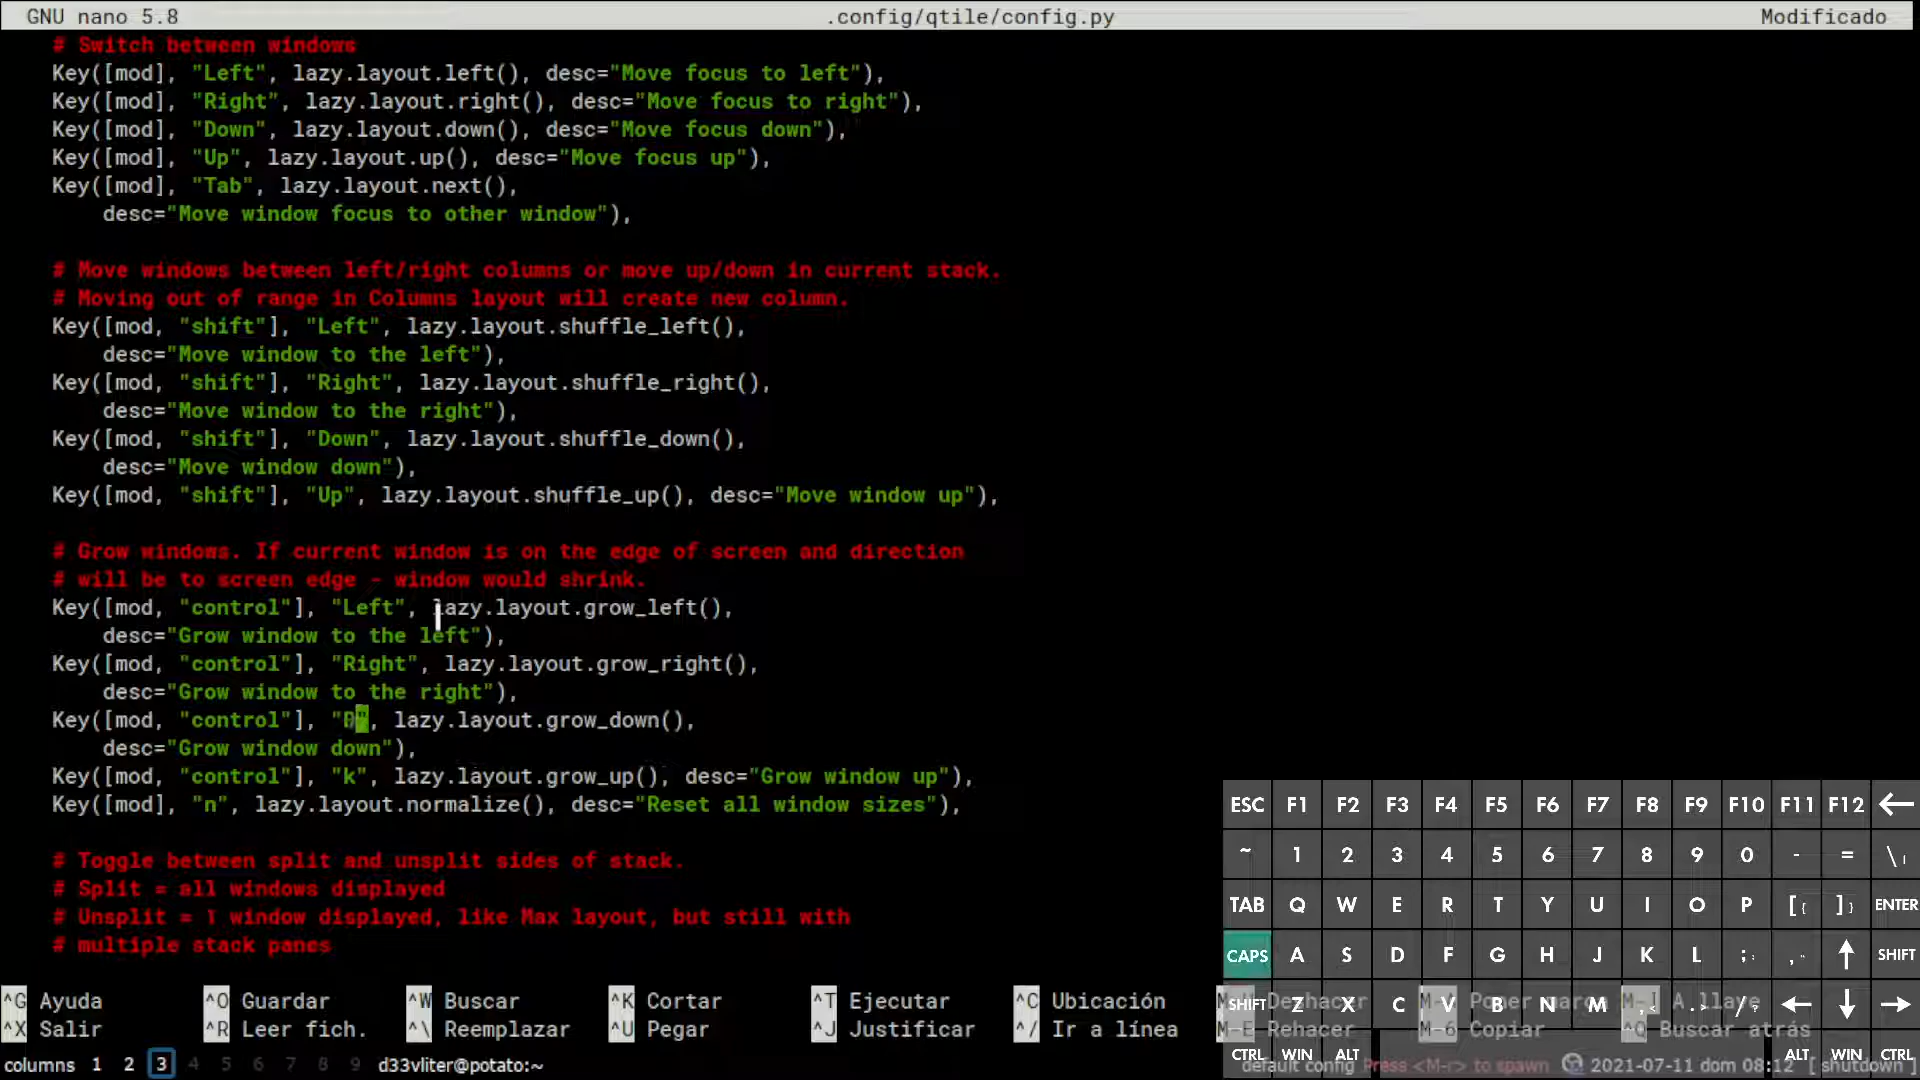 GNU nano 5.8 .config/qtile/config.py Modificado
# Switch between windows
Key([mod], "Left", lazy.layout.left(), desc="Move focus to left"),
Key([mod], "Right", lazy.layout.right(), desc="Move focus to right"),
Key([mod], "Down", lazy.layout.down(), desc="Move focus down"),
Key([mod], "Up", lazy.layout.up(), desc="Move focus up"),
Key([mod], "Tab", lazy.layout.next(),
desc="Move window focus to other window"),
# Move windows between left/right columns or move up/down in current stack.
# Moving out of range in Columns layout will create new column.
Key([mod, "shift"], "Left", lazy.layout.shuffle_left(),
desc="Move window to the left"),
Key([mod, "shift"], "Right", lazy.layout.shuffle_right(),
desc="Move window to the right"),
Key([mod, "shift"], "Down", lazy.layout.shuffle_down(),
desc="Move window down"),
Key([mod, "shift"], "Up", lazy.layout.shuffle_up(), desc="Move window up"),
# Grow windows. If current window is on the edge of screen and direction
# will be to screen edge - window would shrink.
Key([mod, "control"], "Left", lazy.layout.grow_left(),
desc="Grow window to the left"),
Key([mod, "control"], "Right", lazy.layout.grow_right(),
desc="Grow window to the right"),
Key([mod, "control"], " ", lazy.layout.grow_down(),
desc="Grow window down"),
Key([mod, "control"], "k", lazy.layout.grow_up(), desc="Grow window up"),
Key([mod], "n", lazy.layout.normalize(), desc="Reset all window sizes"),
# Toggle between split and unsplit sides of stack.
# Split = all windows displayed
# Unsplit = 1 window displayed, like Max layout, but still with
# multiple stack panes
^G Ayuda ^O Guardar ^W Buscar ^K Cortar ^T Ejecutar ^C Ubicación Deshacer Poner marca M-] A llave
^X Salir ^R Leer fich. ^\ Reemplazar ^U Pegar ^J Justificar ^/ Ir a línea M-E Rehacer M-6 Copiar ^Q Buscar atrás
columns 1 2 3 4 5 6 7 8 9 d33vliter@potato:~ default config Press <M-r> to spawn 2021-07-11 dom 08:12 [ shutdown ]
ESC F1 F2 F3 F4 F5 F6 F7 F8 F9 F10 F11 F12 ←
~ 1 2 3 4 5 6 7 8 9 0 - = \|
TAB Q W E R T Y U I O P [{ ]} ENTER
CAPS A S D F G H J K L ;: ," ↑ SHIFT
SHIFT Z X C V B N M ,< .> /? ← ↓ →
CTRL WIN ALT ALT WIN CTRL